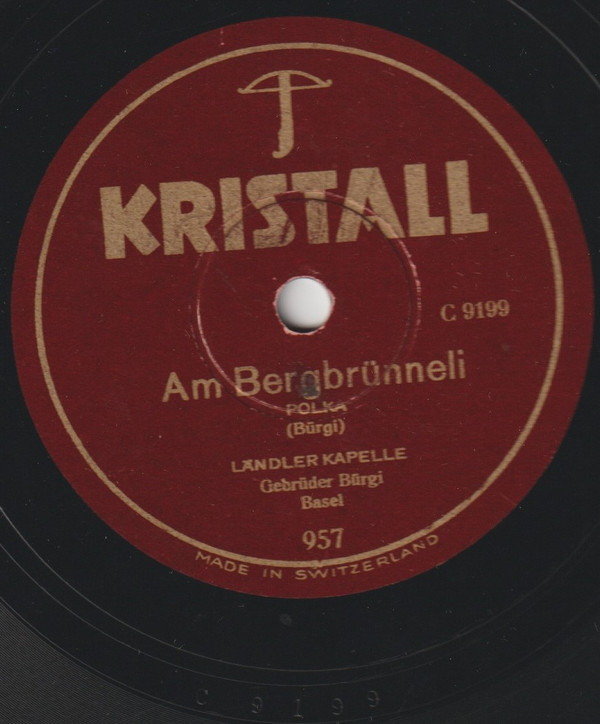 KRISTALL
C 9199
Am Bergbrünneli
POLKA
(Bürgi)
LÄNDLER KAPELLE
Gebrüder Bürgi
Basel
957
MADE IN SWITZERLAND
C 9199